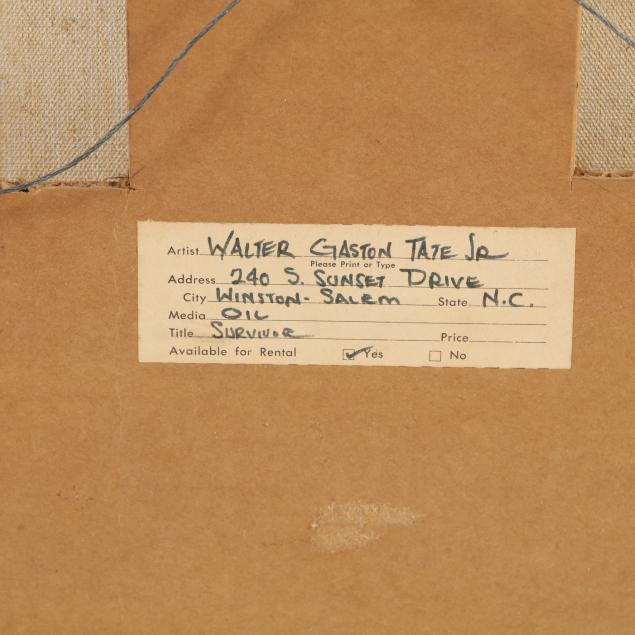 Artist WALTER GASTON TATE JR
Please Print or Type
Address 240 S. SUNSET DRIVE
City WINSTON-SALEM State N.C.
Media OIL
Title SURVIVOR Price
Available for Rental Yes No